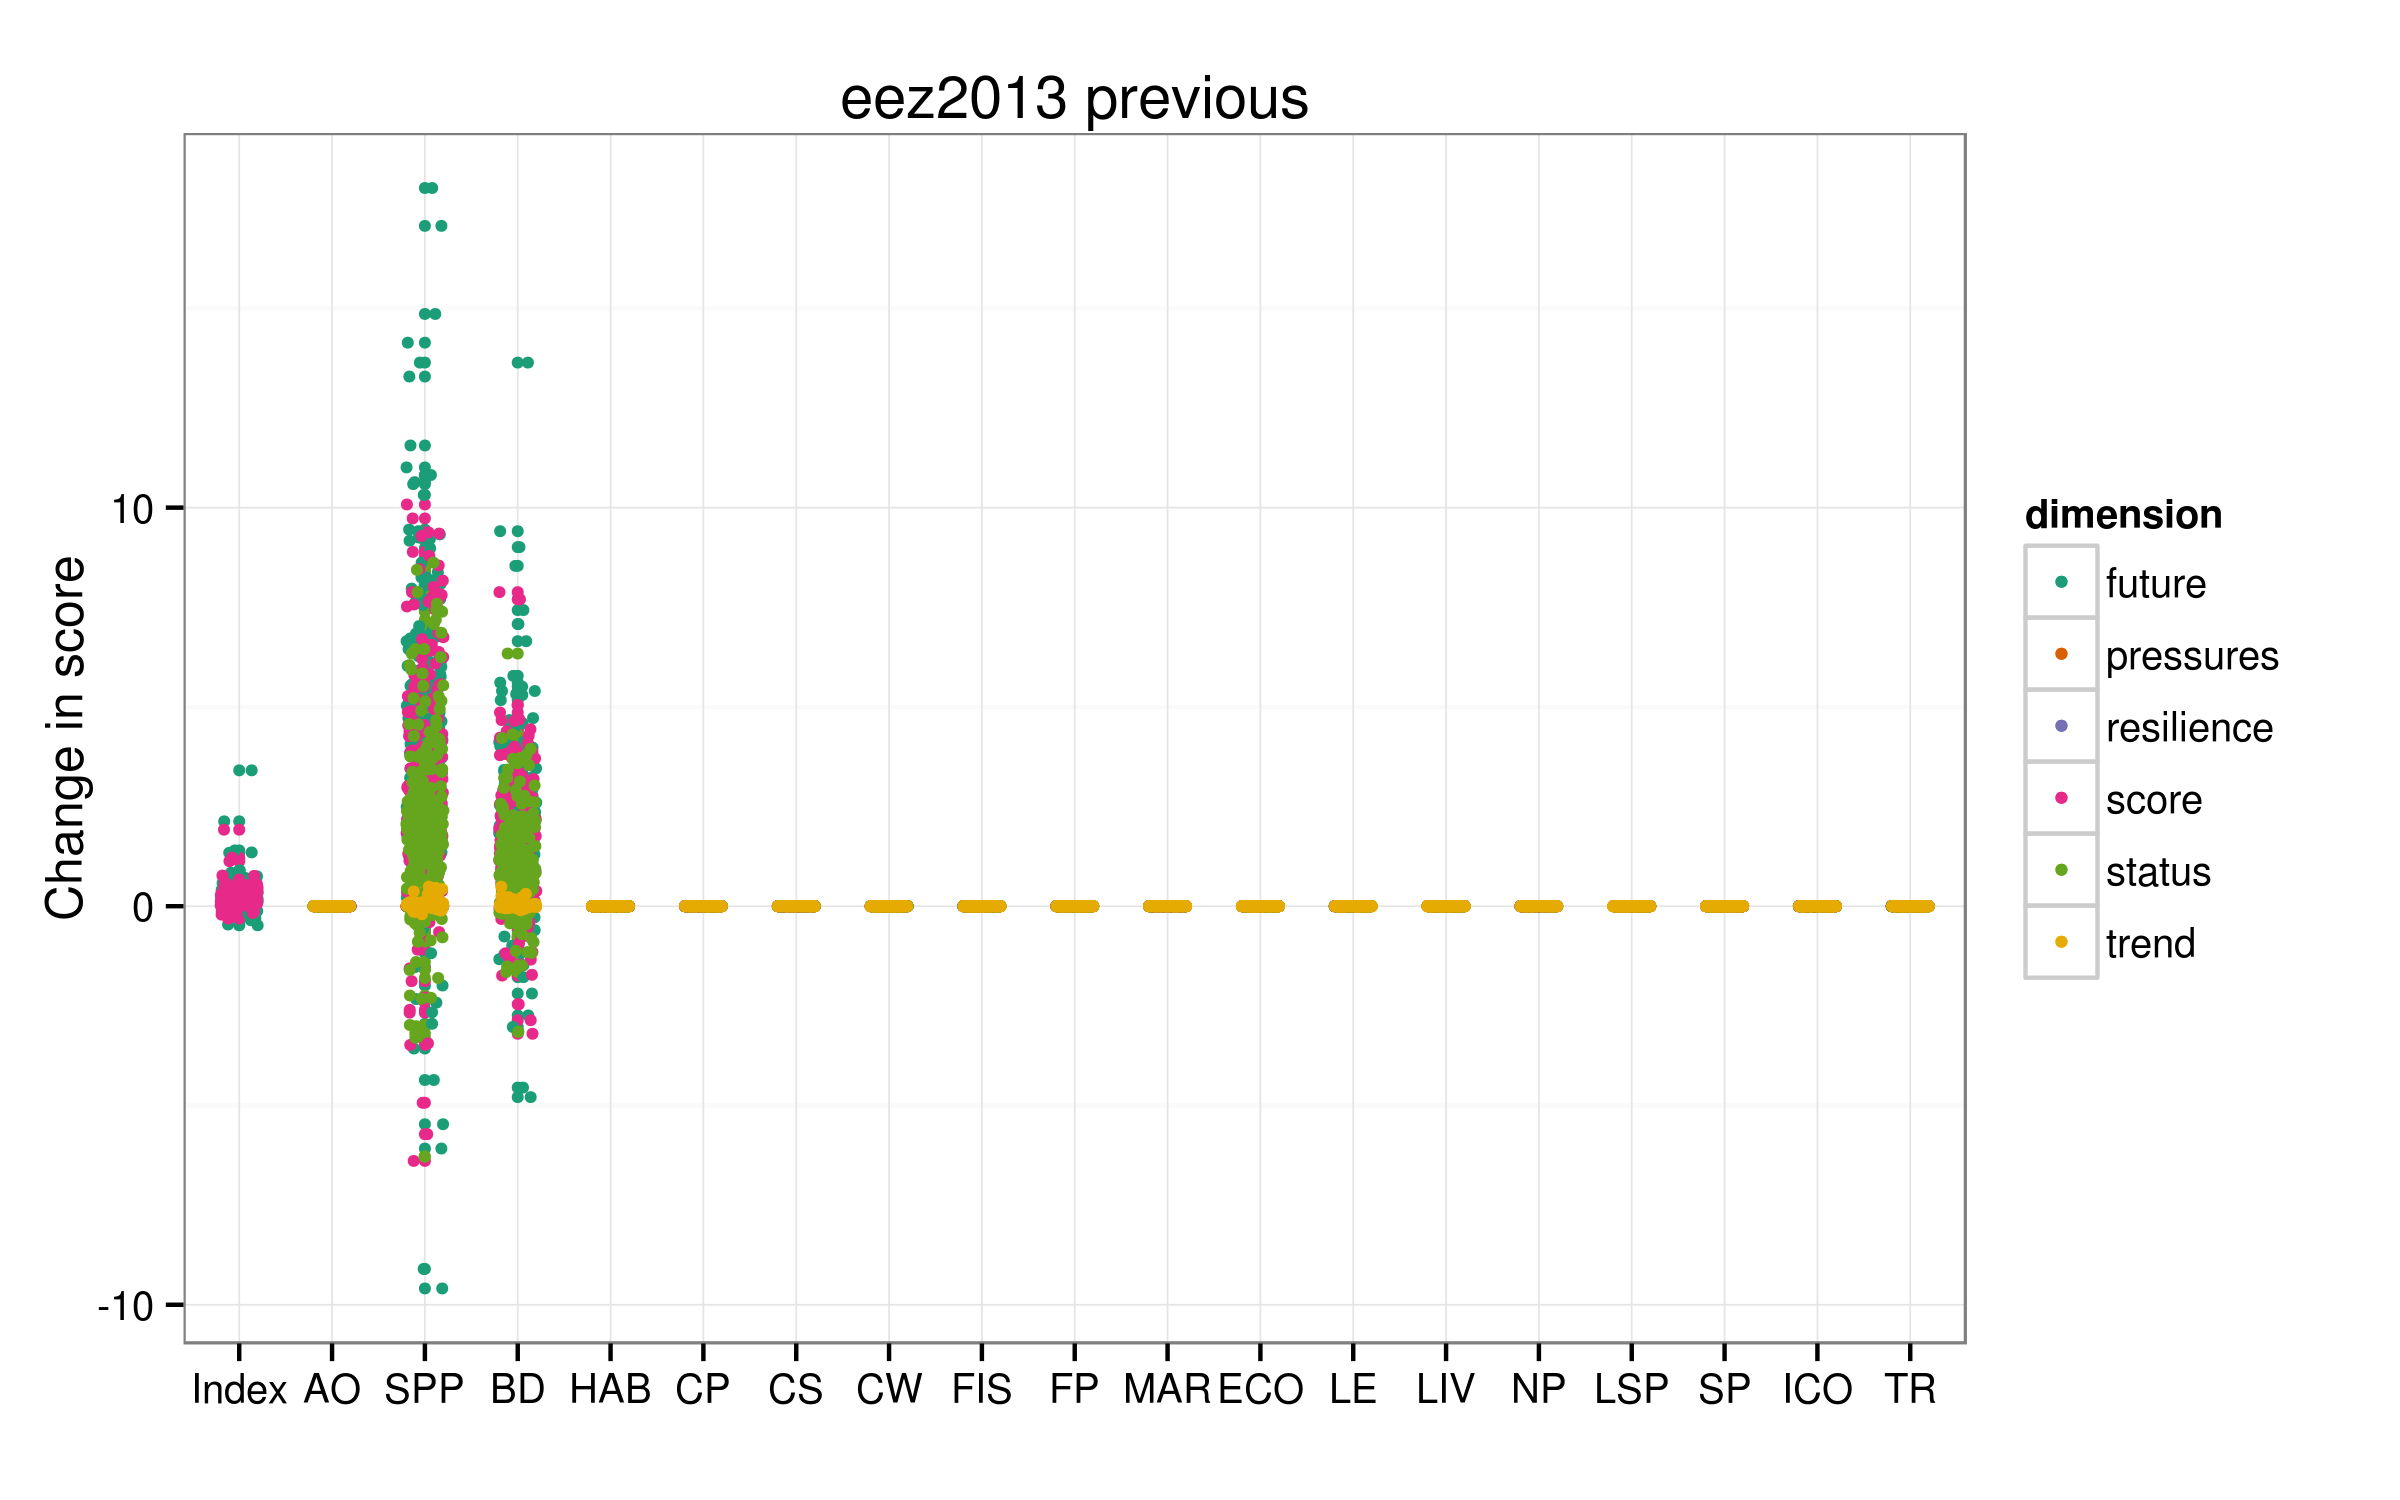 eez2013 previous
Change in score
10
0
-10
Index AO SPP BD HAB CP CS CW FIS FP MAR ECO LE LIV NP LSP SP ICO TR
dimension
future
pressures
resilience
score
status
trend